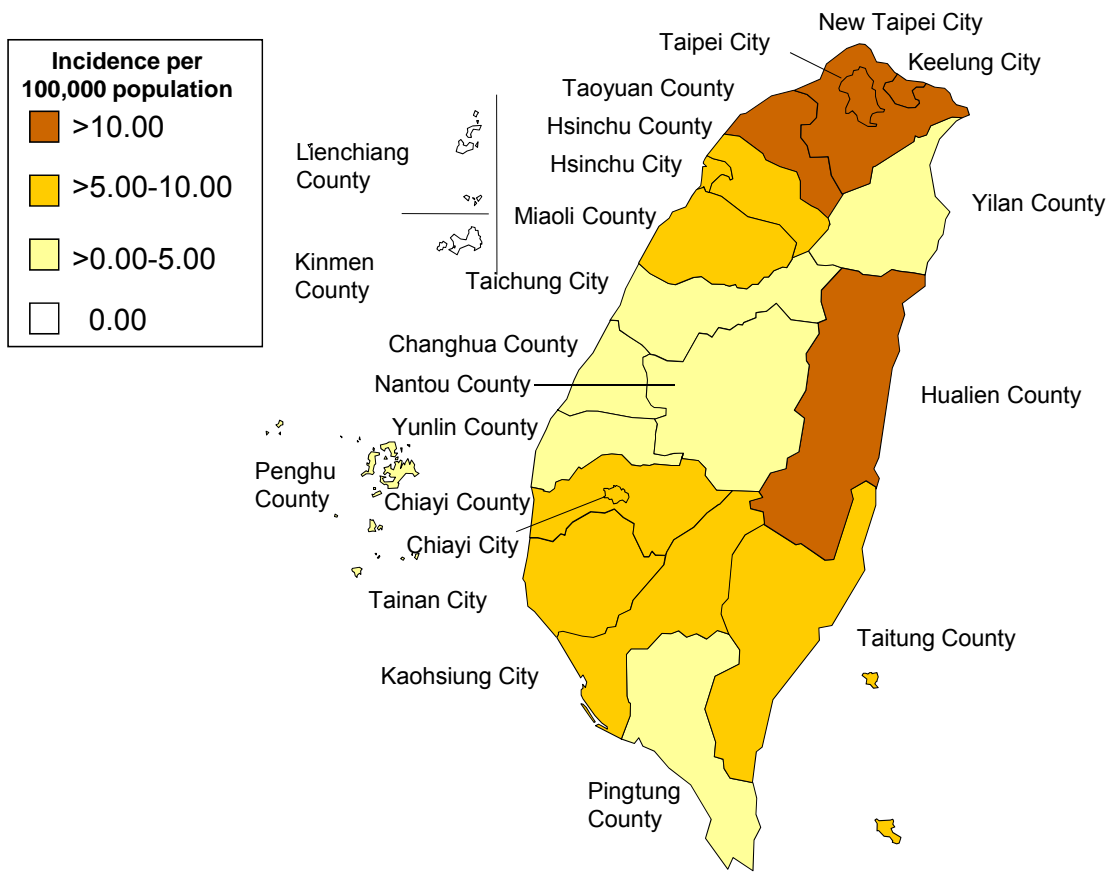 Incidence per
100,000 population
>10.00
>5.00-10.00
>0.00-5.00
0.00
New Taipei City
Taipei City
Keelung City
Taoyuan County
Hsinchu County
Hsinchu City
Lienchiang
County
Miaoli County
Yilan County
Kinmen
County
Taichung City
Changhua County
Nantou County
Hualien County
Yunlin County
Penghu
County
Chiayi County
Chiayi City
Tainan City
Taitung County
Kaohsiung City
Pingtung
County